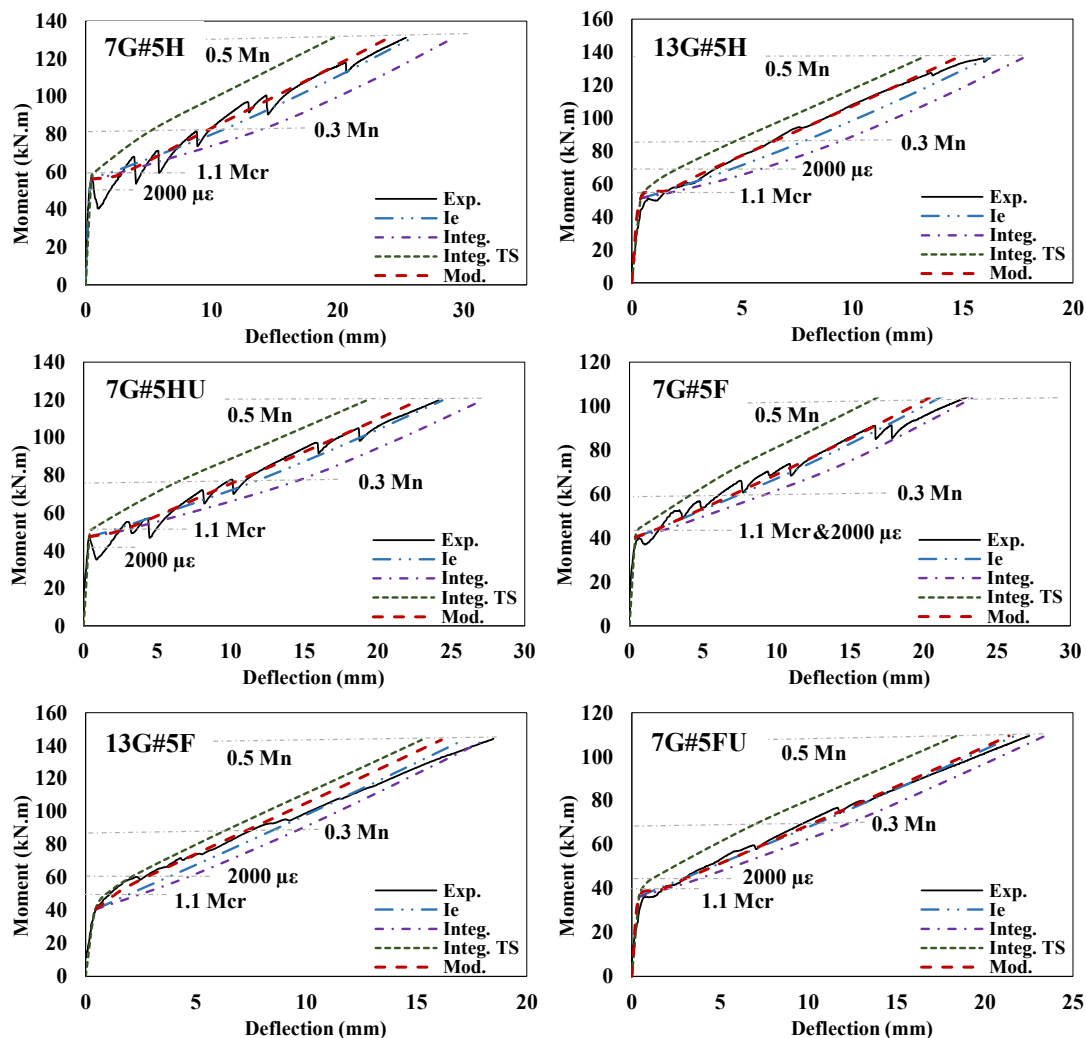 7G#5H
Moment (kN.m)
140
120
100
80
60
40
20
0
0.5 Mn
0.3 Mn
1.1 Mcr
2000 µε
Exp.
Ie
Integ.
Integ. TS
Mod.
0 10 20 30
Deflection (mm)
13G#5H
Moment (kN.m)
160
140
120
100
80
60
40
20
0
0.5 Mn
0.3 Mn
2000 µε
1.1 Mcr
Exp.
Ie
Integ.
Integ. TS
Mod.
0 5 10 15 20
Deflection (mm)
7G#5HU
Moment (kN.m)
140
120
100
80
60
40
20
0
0.5 Mn
0.3 Mn
1.1 Mcr
2000 µε
Exp.
Ie
Integ.
Integ. TS
Mod.
0 5 10 15 20 25 30
Deflection (mm)
7G#5F
Moment (kN.m)
120
100
80
60
40
20
0
0.5 Mn
0.3 Mn
1.1 Mcr&2000 µε
Exp.
Ie
Integ.
Integ. TS
Mod.
0 5 10 15 20 25 30
Deflection (mm)
13G#5F
Moment (kN.m)
160
140
120
100
80
60
40
20
0
0.5 Mn
0.3 Mn
2000 µε
1.1 Mcr
Exp.
Ie
Integ.
Integ. TS
Mod.
0 5 10 15 20
Deflection (mm)
7G#5FU
Moment (kN.m)
120
100
80
60
40
20
0
0.5 Mn
0.3 Mn
2000 µε
1.1 Mcr
Exp.
Ie
Integ.
Integ. TS
Mod.
0 5 10 15 20 25
Deflection (mm)